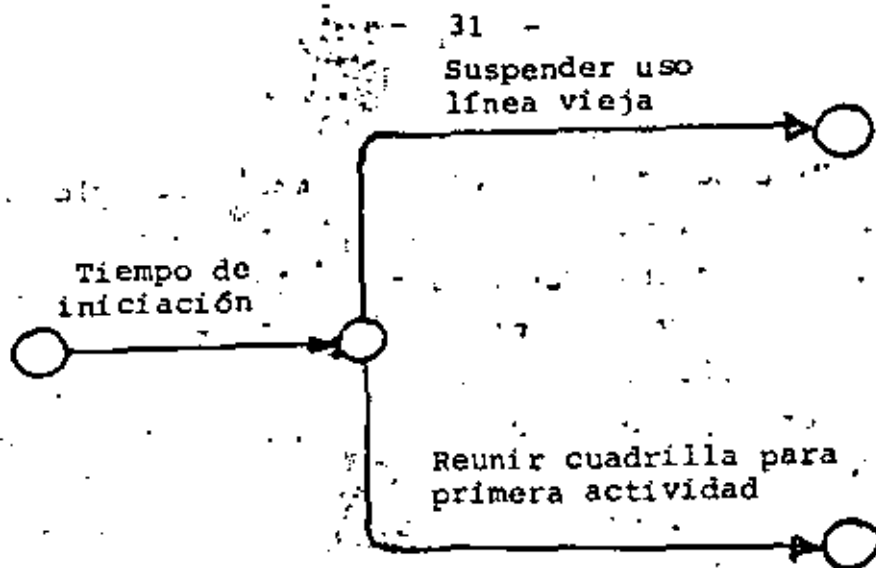 - 31 -
Suspender uso
línea vieja
Tiempo de
iniciación
Reunir cuadrilla para
primera actividad